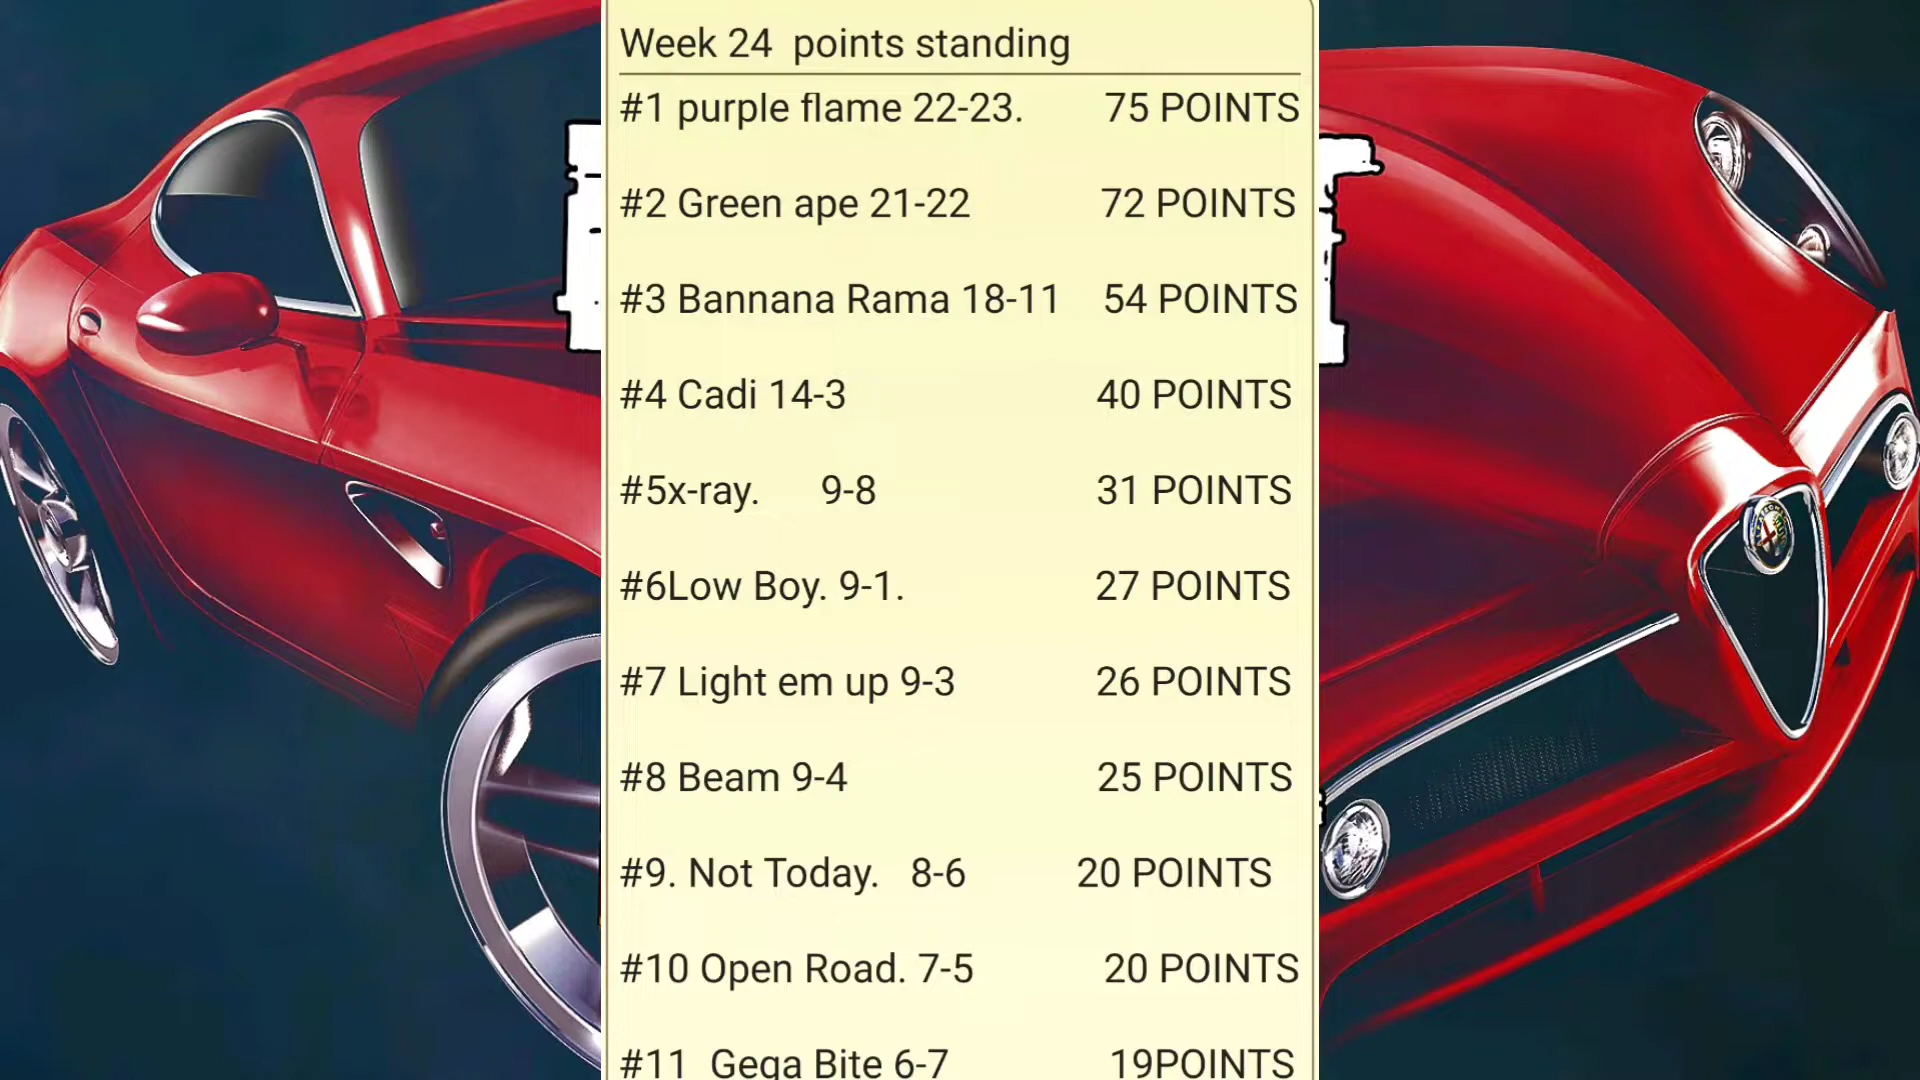 Week 24 points standing
#1 purple flame 22-23. 75 POINTS
#2 Green ape 21-22 72 POINTS
#3 Bannana Rama 18-11 54 POINTS
#4 Cadi 14-3 40 POINTS
#5x-ray. 9-8 31 POINTS
#6Low Boy. 9-1. 27 POINTS
#7 Light em up 9-3 26 POINTS
#8 Beam 9-4 25 POINTS
#9. Not Today. 8-6 20 POINTS
#10 Open Road. 7-5 20 POINTS
#11 Gega Bite 6-7 19POINTS